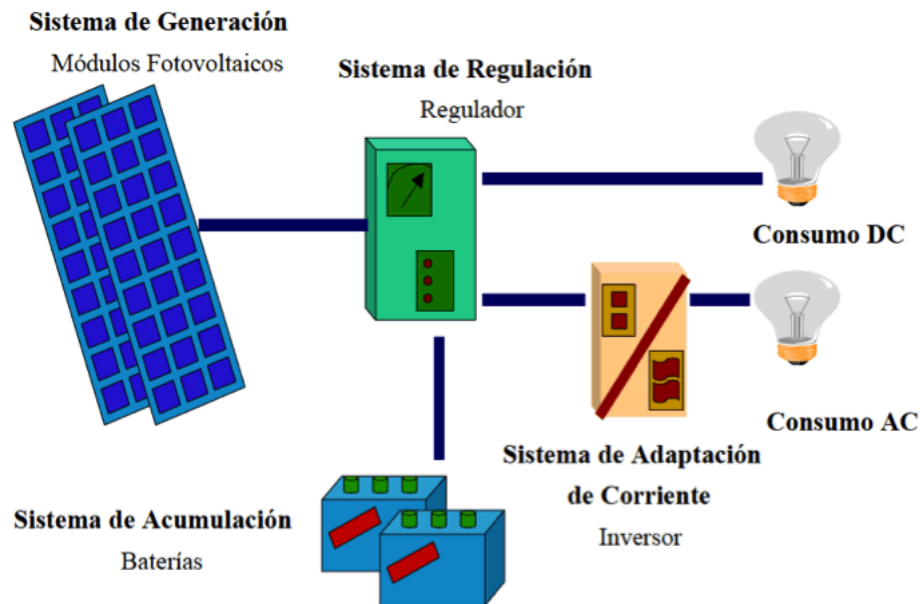 Sistema de Generación
Módulos Fotovoltaicos
Sistema de Regulación
Regulador
Consumo DC
Consumo AC
Sistema de Adaptación
de Corriente
Inversor
Sistema de Acumulación
Baterías